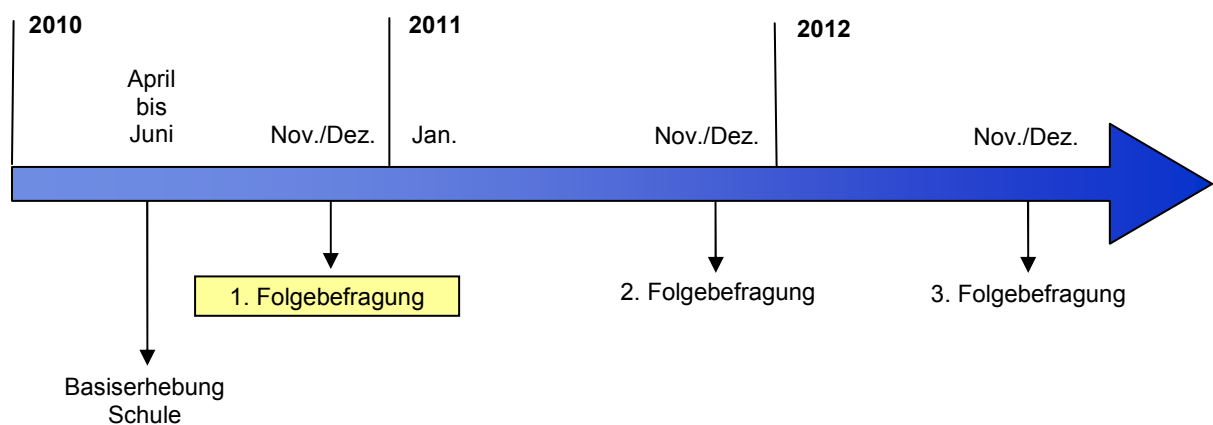 2010
2011
2012
April
bis
Juni
Nov./Dez.
Jan.
Nov./Dez.
Nov./Dez.
1. Folgebefragung
2. Folgebefragung
3. Folgebefragung
Basiserhebung
Schule